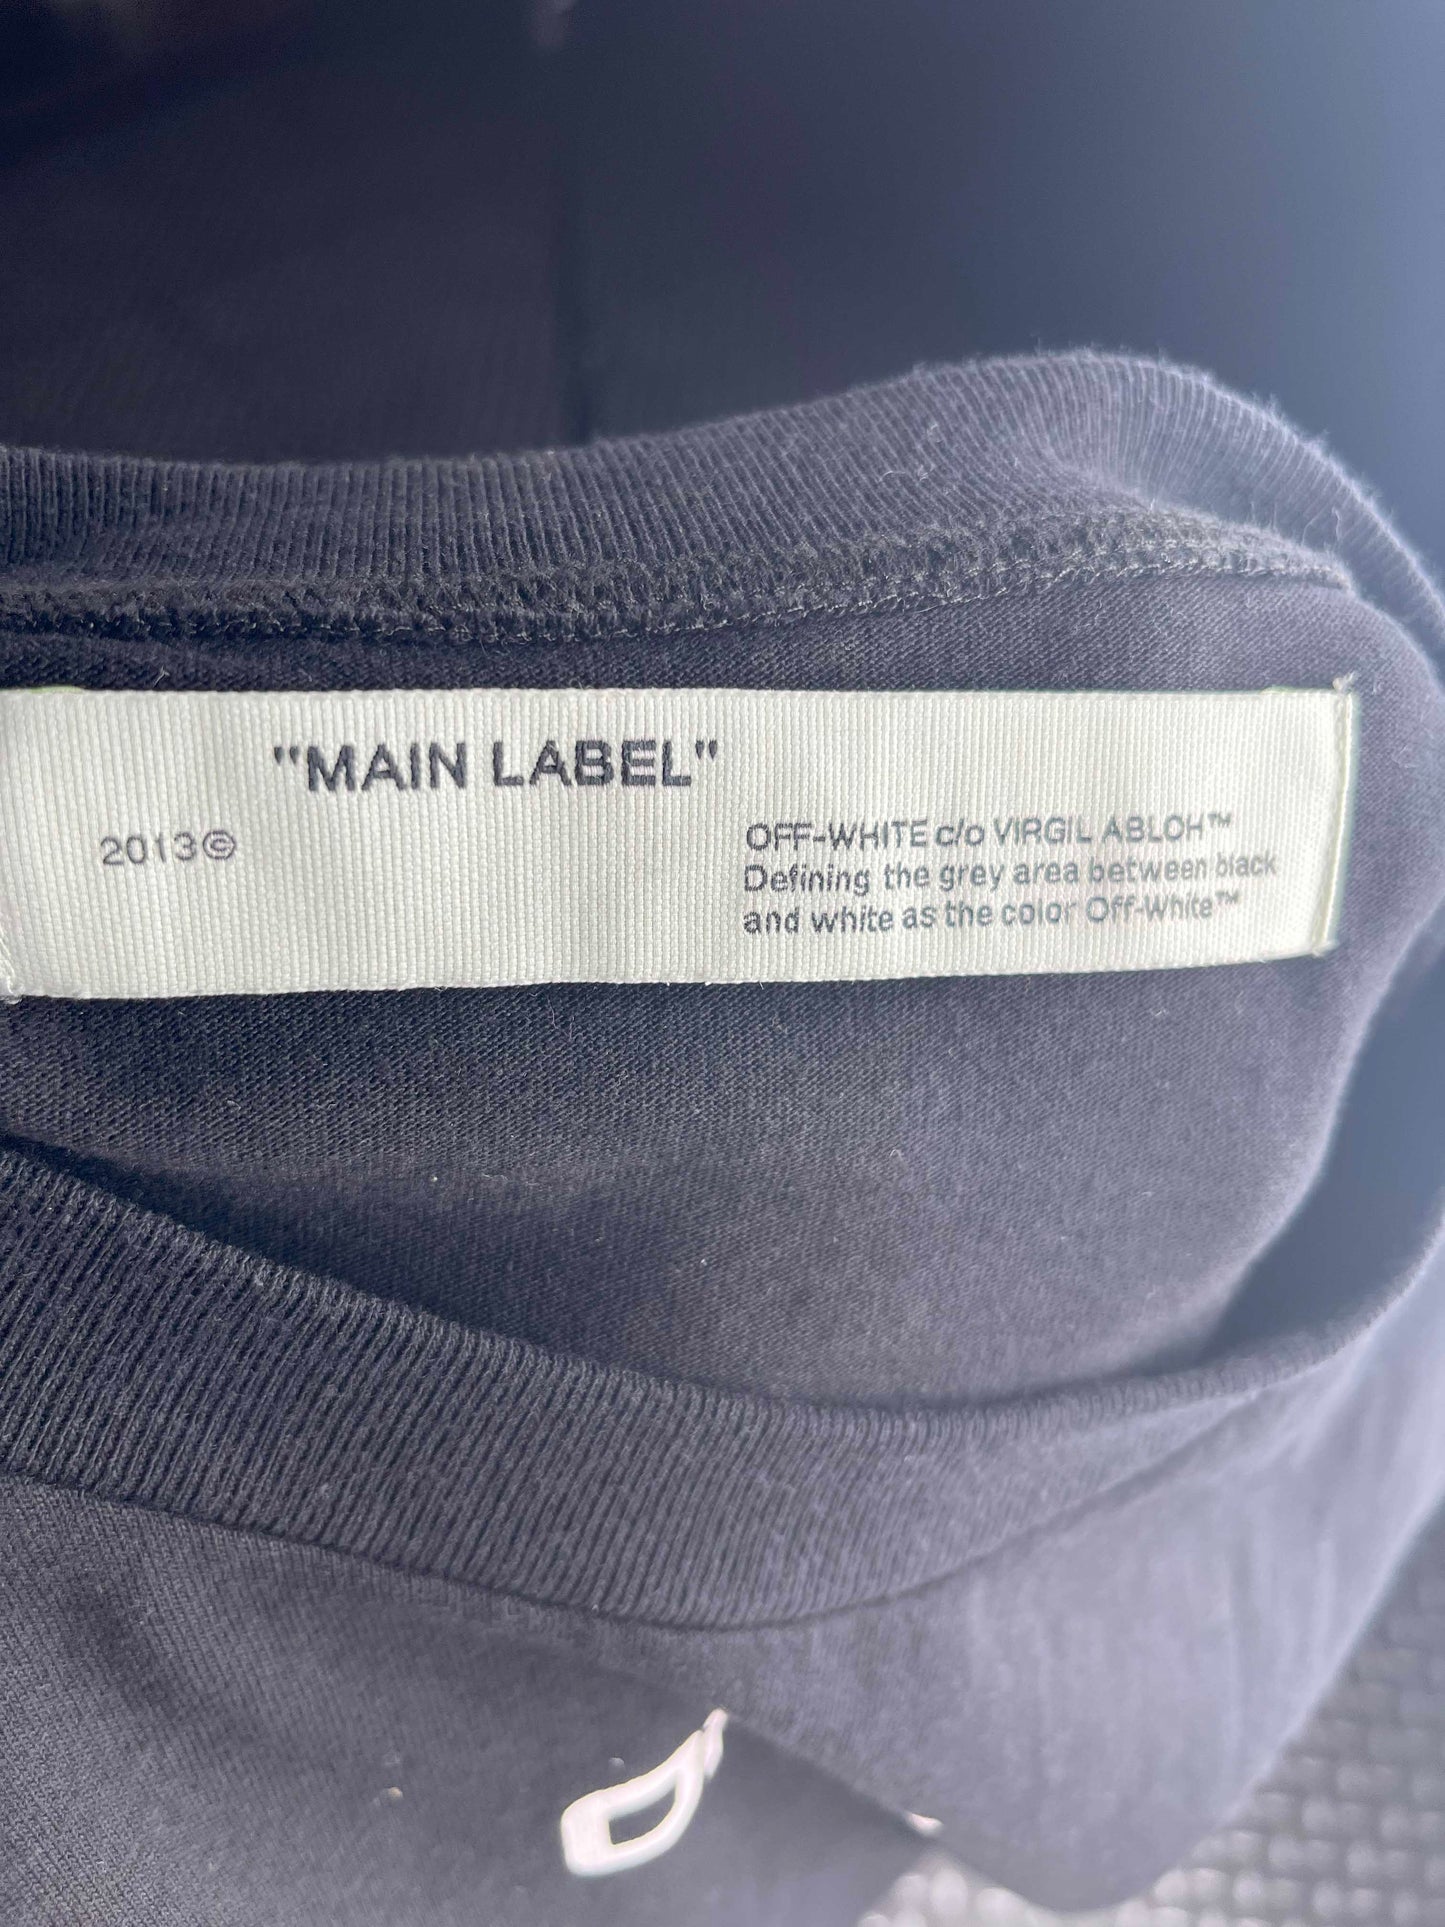 "MAIN LABEL"
2013©
OFF-WHITE c/o VIRGIL ABLOH™
Defining the grey area between black
and white as the color Off-White™